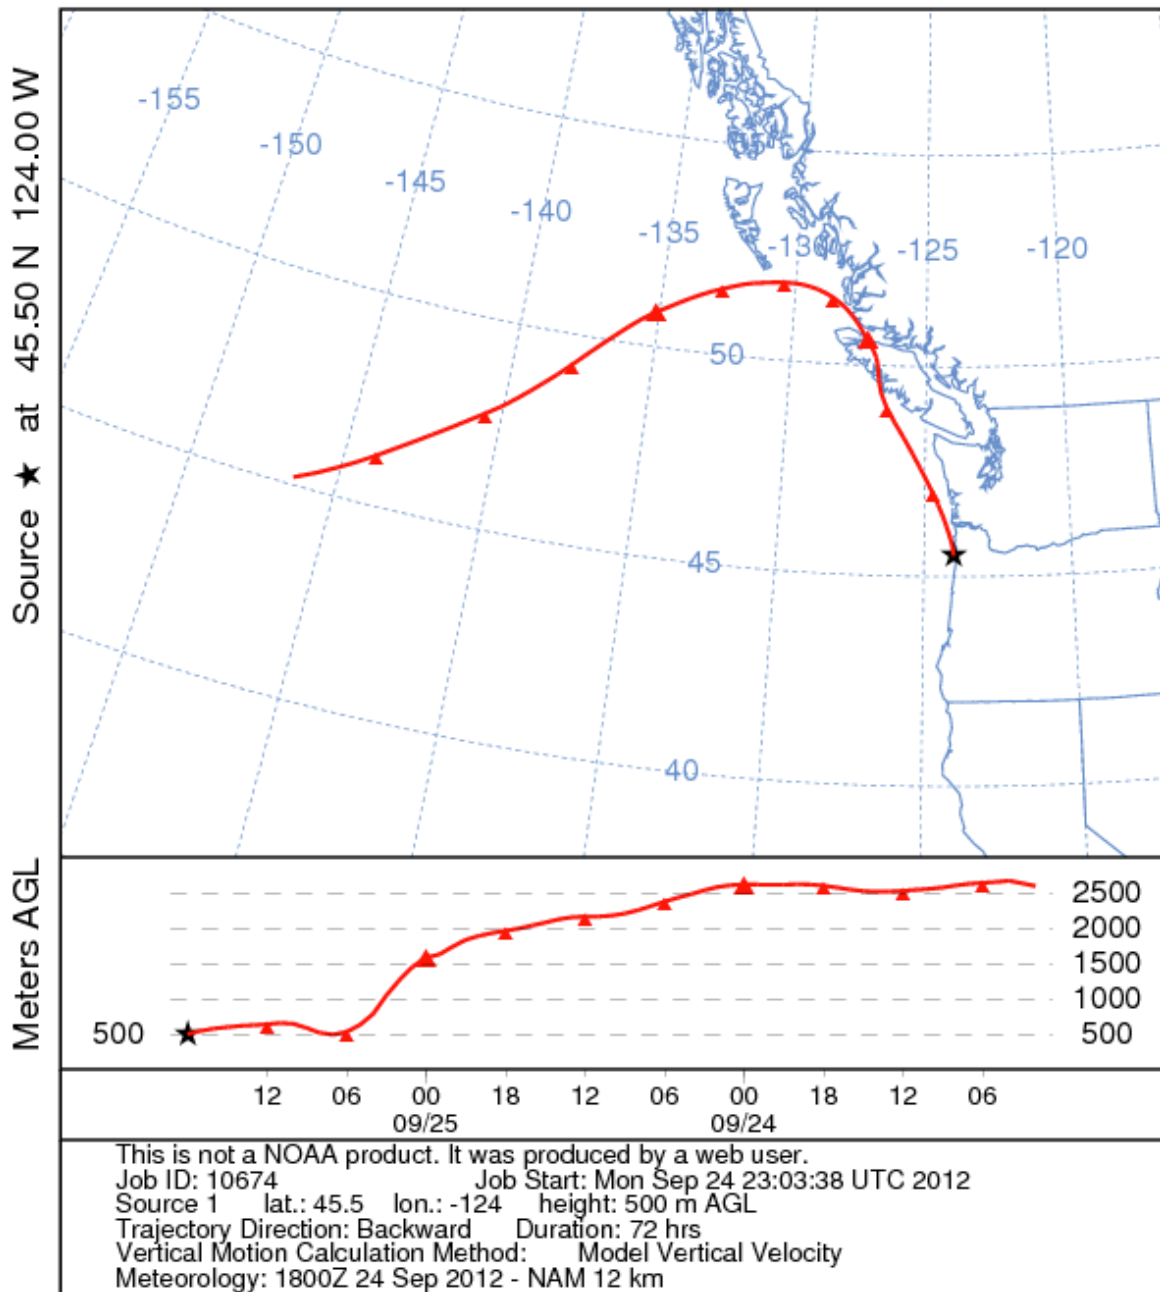 Source ★ at 45.50 N 124.00 W
-155
-150
-145
-140
-135
-130
-125
-120
50
45
40
Meters AGL
2500
2000
1500
1000
500 500
12 06 00 18 12 06 00 18 12 06
09/25 09/24
This is not a NOAA product. It was produced by a web user.
Job ID: 10674 Job Start: Mon Sep 24 23:03:38 UTC 2012
Source 1 lat.: 45.5 lon.: -124 height: 500 m AGL
Trajectory Direction: Backward Duration: 72 hrs
Vertical Motion Calculation Method: Model Vertical Velocity
Meteorology: 1800Z 24 Sep 2012 - NAM 12 km